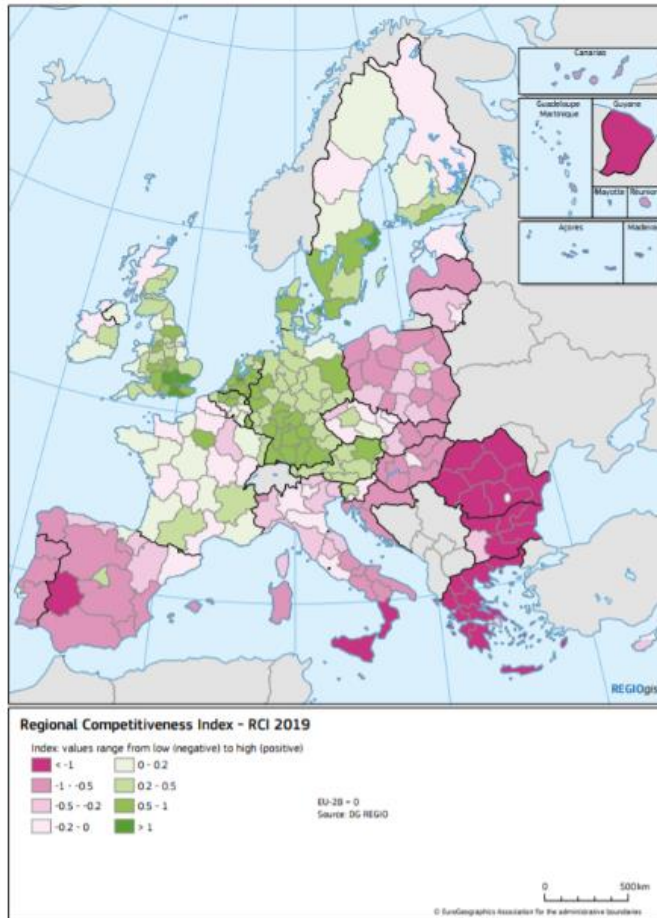 Canarias
Guadeloupe
Martinique
Guyane
Mayotte
Réunion
Açores
Madeira
REGIOgis
Regional Competitiveness Index - RCI 2019
Index: values range from low (negative) to high (positive)
< -1
-1 - -0.5
-0.5 - -0.2
-0.2 - 0
0 - 0.2
0.2 - 0.5
0.5 - 1
> 1
EU-28 = 0
Source: DG REGIO
0 500 km
© EuroGeographics Association for the administrative boundaries